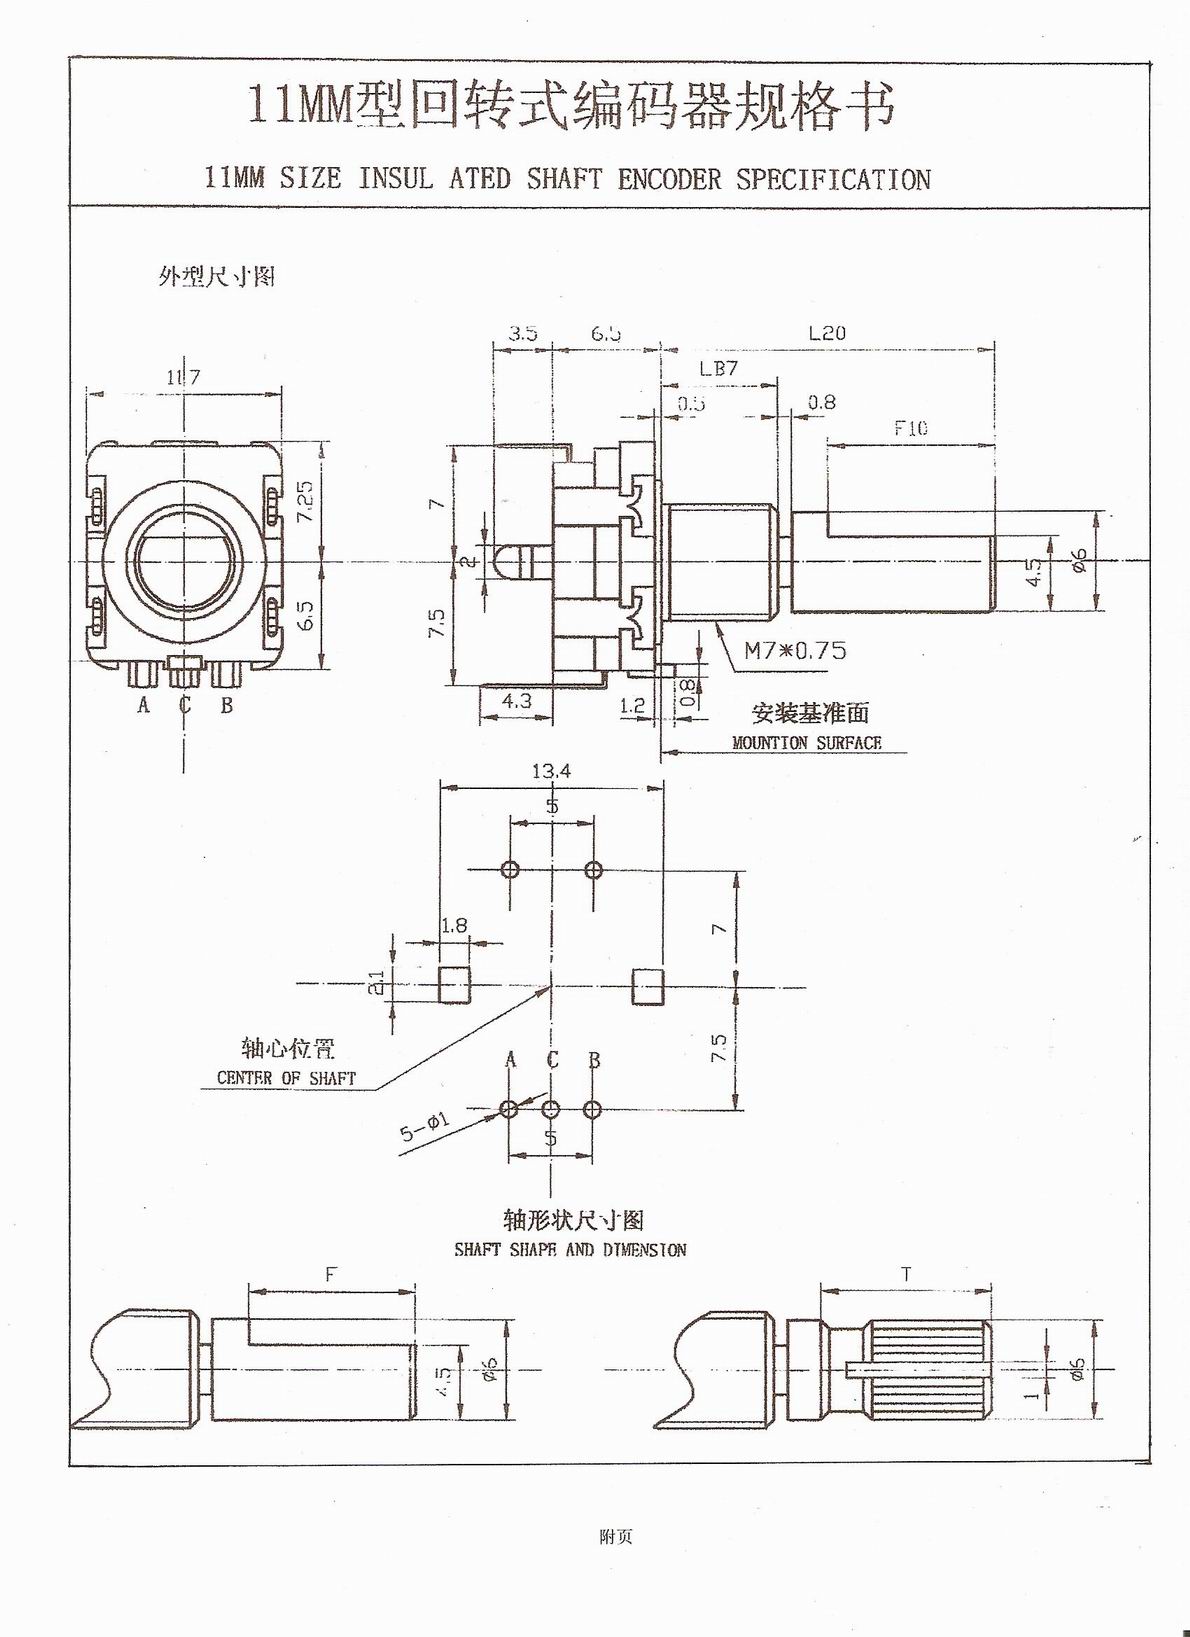 11MM型回转式编码器规格书
11MM SIZE INSUL ATED SHAFT ENCODER SPECIFICATION
外型尺寸图
11.7
7.25
6.5
A C B
3.5
6.5
L20
LB7
0.5
0.8
F10
7
2
7.5
4.5
ø6
M7*0.75
4.3
1.2
0.8
安装基准面
MOUNTION SURFACE
13.4
5
1.8
2.1
7
7.5
轴心位置
CENTER OF SHAFT
A C B
5-ø1
5
轴形状尺寸图
SHAFT SHAPE AND DIMENSION
F
4.5
ø6
T
1
ø6
附页